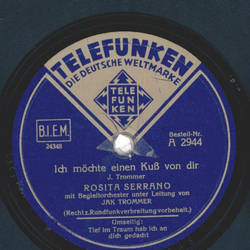 TELEFUNKEN
DIE DEUTSCHE WELTMARKE
TELE
FUN
KEN
B.I.E.M.
24348
Bestell-Nr.
A 2944
Ich möchte einen Kuß von dir
J. Trommer
ROSITA SERRANO
mit Begleitorchester unter Leitung von
JAK TROMMER
(Recht z. Rundfunkverbreitung vorbehalt.)
Umseitig:
Tief im Traum hab ich an
dich gedacht